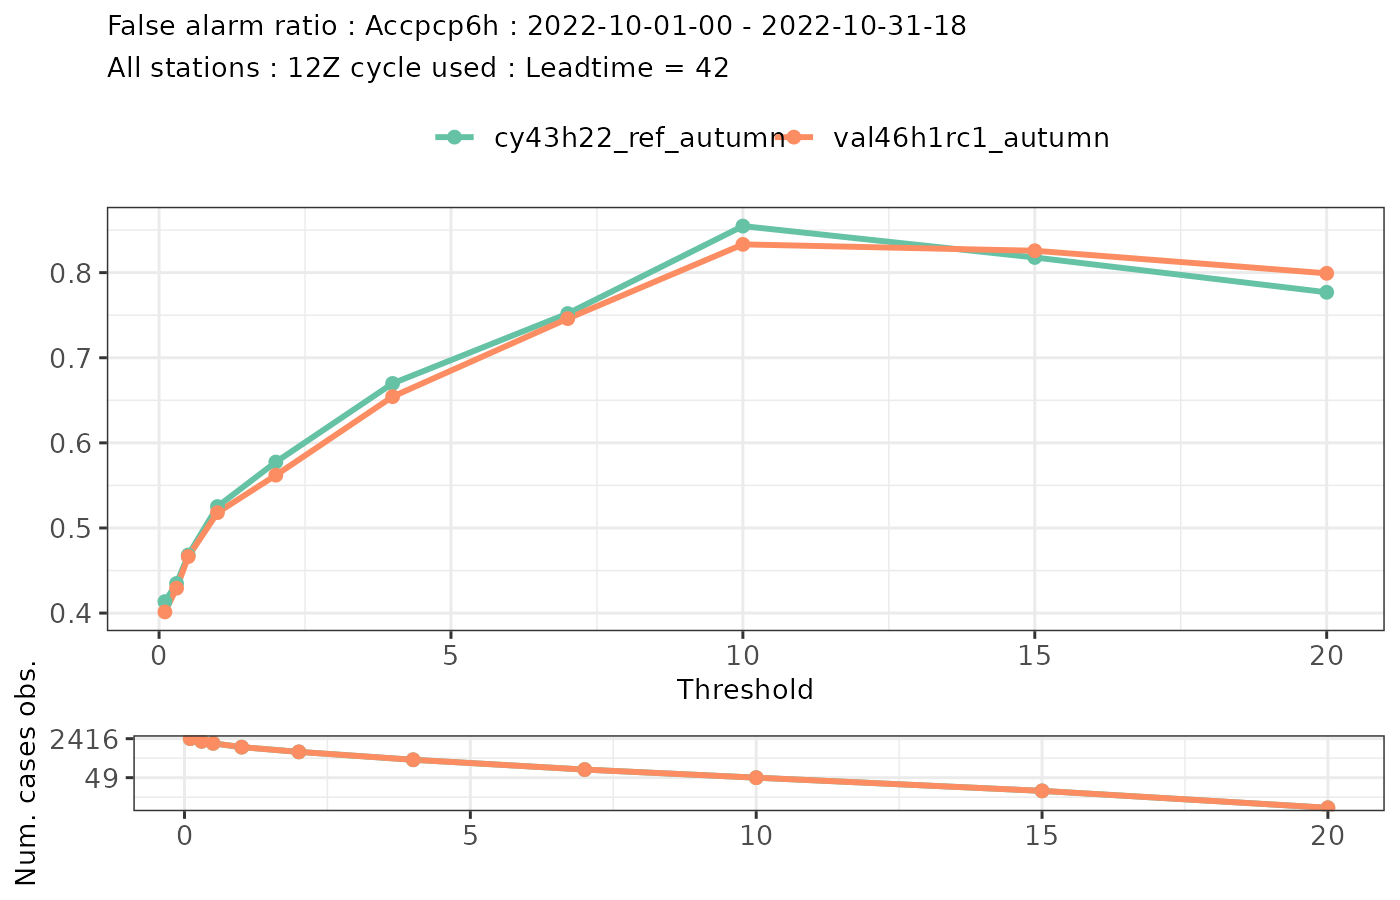 False alarm ratio : Accpcp6h : 2022-10-01-00 - 2022-10-31-18
All stations : 12Z cycle used : Leadtime = 42
cy43h22_ref_autumn val46h1rc1_autumn
0.8
0.7
0.6
0.5
0.4
0 5 10 15 20
Threshold
Num. cases obs.
2416
49
0 5 10 15 20